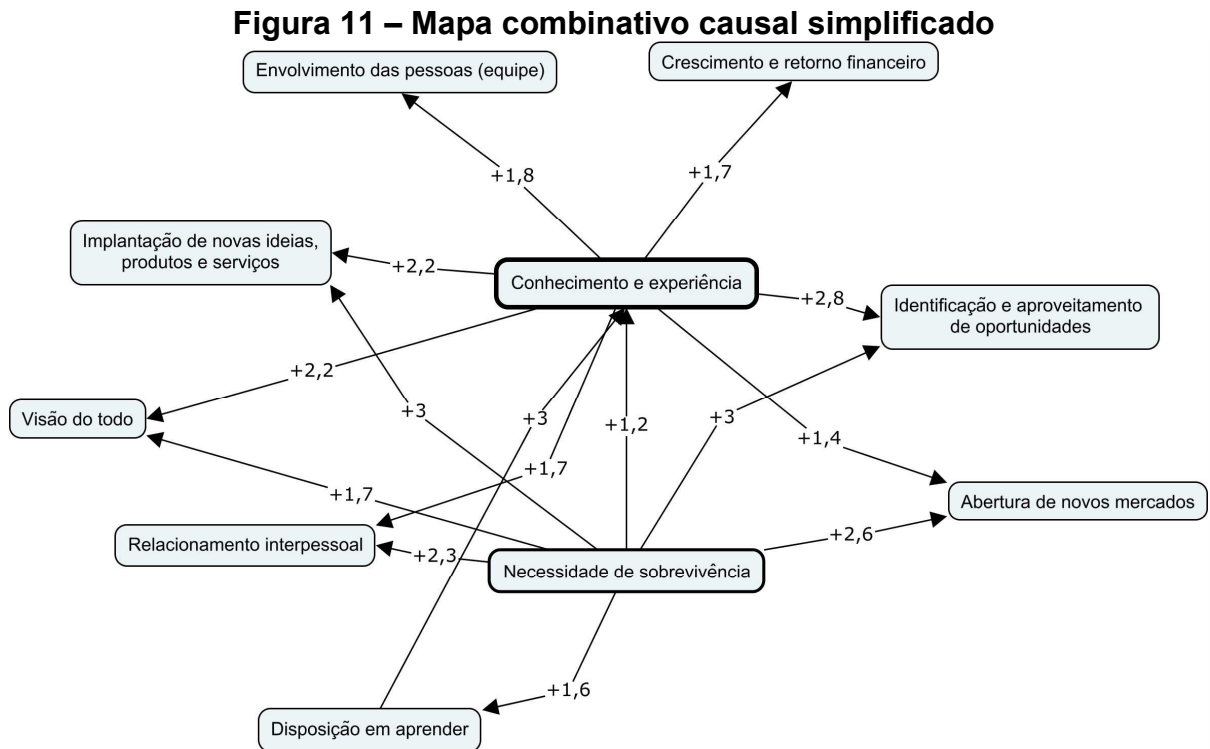 Figura 11 – Mapa combinativo causal simplificado
Envolvimento das pessoas (equipe)
Crescimento e retorno financeiro
+1,8
+1,7
Implantação de novas ideias,
produtos e serviços
+2,2
Conhecimento e experiência
+2,8
Identificação e aproveitamento
de oportunidades
+2,2
Visão do todo
+3
+3
+1,2
+3
+1,4
+1,7
+1,7
Abertura de novos mercados
Relacionamento interpessoal
+2,3
Necessidade de sobrevivência
+2,6
+1,6
Disposição em aprender